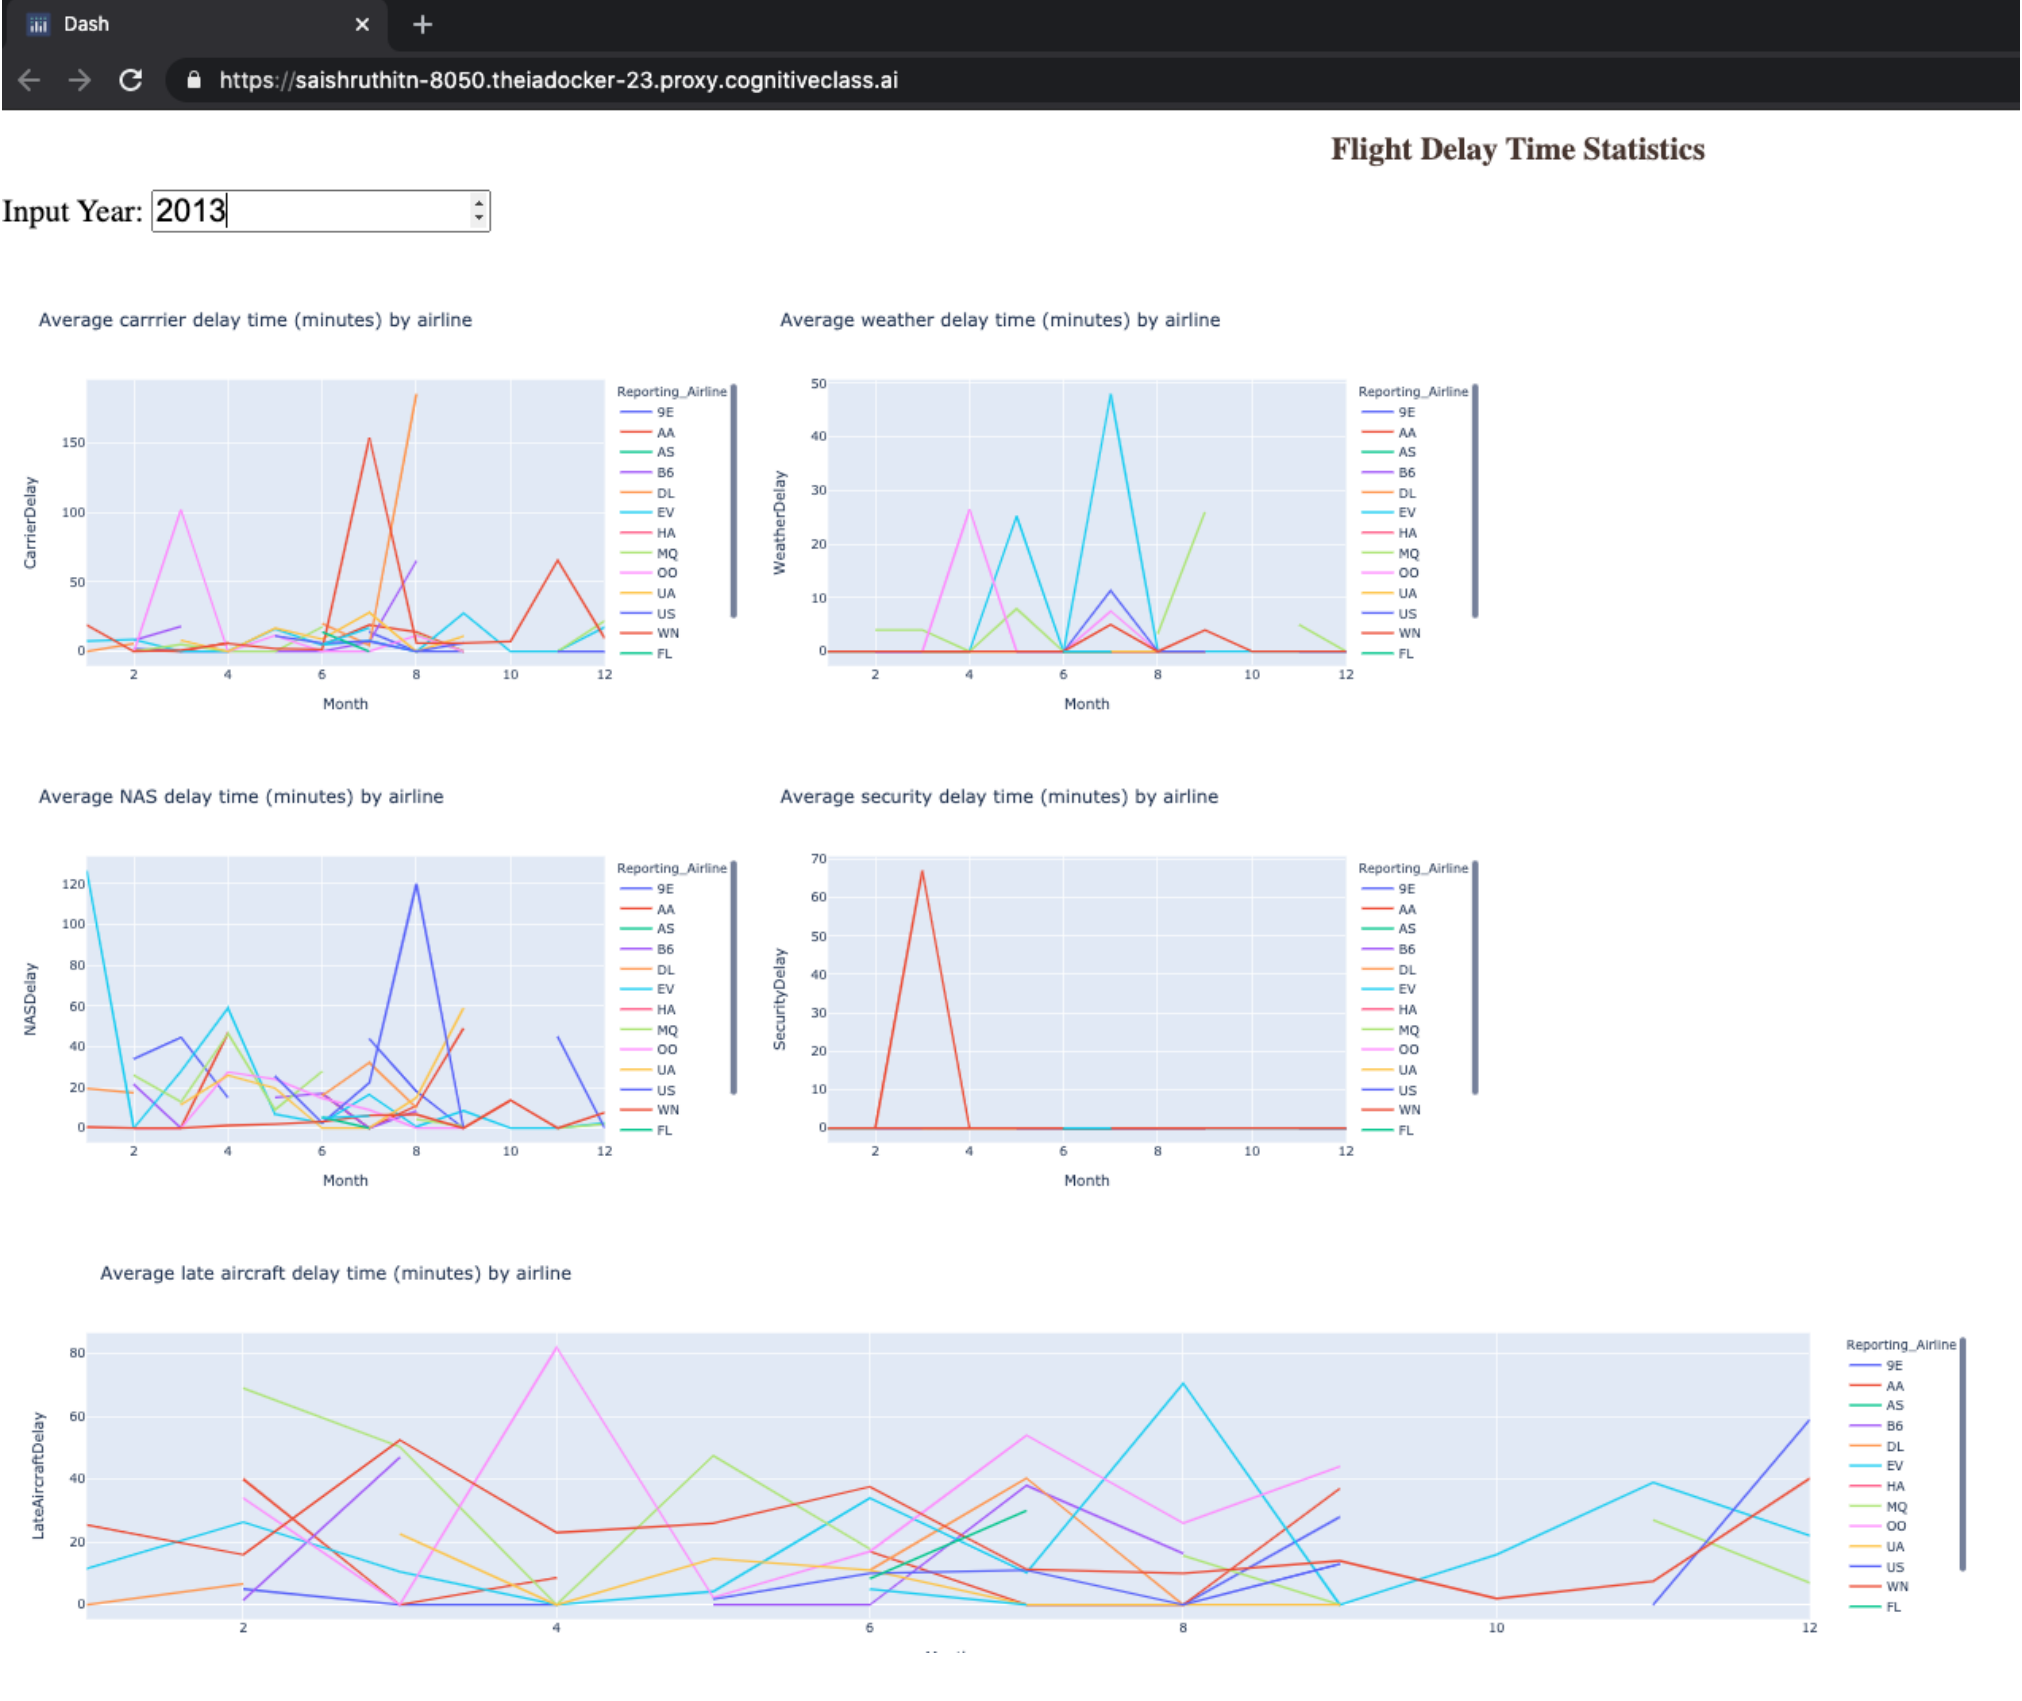 Dash
https://saishruthitn-8050.theiadocker-23.proxy.cognitiveclass.ai
Flight Delay Time Statistics
Input Year: 2013
Average carrrier delay time (minutes) by airline
CarrierDelay
150
100
50
0
2 4 6 8 10 12
Month
Reporting_Airline
9E
AA
AS
B6
DL
EV
HA
MQ
OO
UA
US
WN
FL
Average weather delay time (minutes) by airline
WeatherDelay
50
40
30
20
10
0
2 4 6 8 10 12
Month
Reporting_Airline
9E
AA
AS
B6
DL
EV
HA
MQ
OO
UA
US
WN
FL
Average NAS delay time (minutes) by airline
NASDelay
120
100
80
60
40
20
0
2 4 6 8 10 12
Month
Reporting_Airline
9E
AA
AS
B6
DL
EV
HA
MQ
OO
UA
US
WN
FL
Average security delay time (minutes) by airline
SecurityDelay
70
60
50
40
30
20
10
0
2 4 6 8 10 12
Month
Reporting_Airline
9E
AA
AS
B6
DL
EV
HA
MQ
OO
UA
US
WN
FL
Average late aircraft delay time (minutes) by airline
LateAircraftDelay
80
60
40
20
0
2 4 6 8 10 12
Reporting_Airline
9E
AA
AS
B6
DL
EV
HA
MQ
OO
UA
US
WN
FL